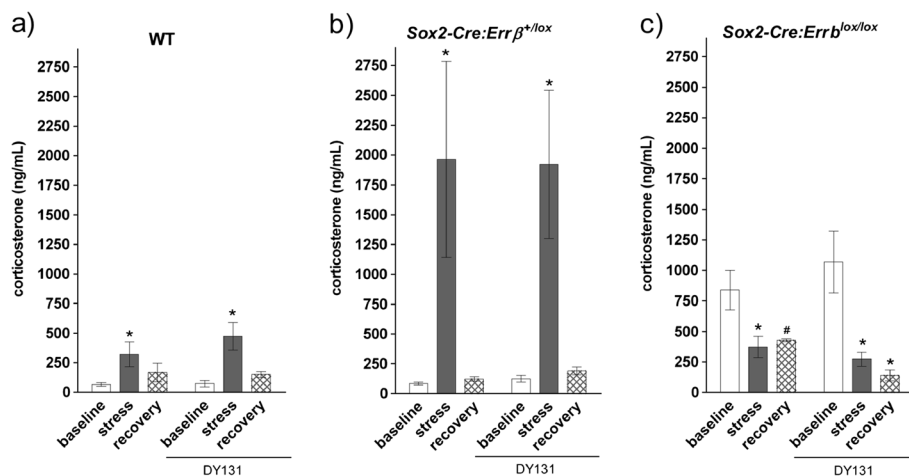 a)
WT
corticosterone (ng/mL)
2750
2500
2250
2000
1750
1500
1250
1000
750
500
250
0
*
*
baseline
stress
recovery
baseline
stress
recovery
DY131
b)
Sox2-Cre:Errβ+/lox
corticosterone (ng/mL)
2750
2500
2250
2000
1750
1500
1250
1000
750
500
250
0
*
*
baseline
stress
recovery
baseline
stress
recovery
DY131
c)
Sox2-Cre:Errblox/lox
corticosterone (ng/mL)
2750
2500
2250
2000
1750
1500
1250
1000
750
500
250
0
*
#
*
*
baseline
stress
recovery
baseline
stress
recovery
DY131